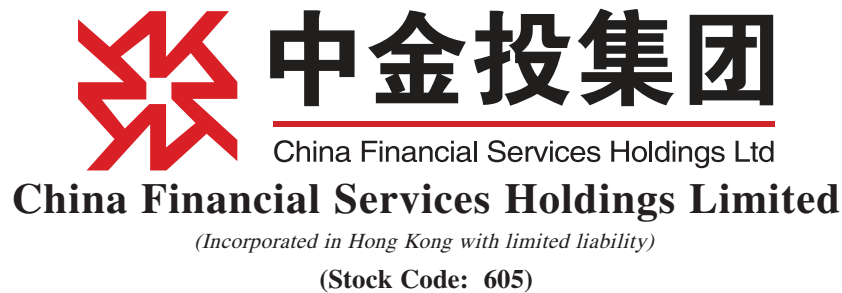 中金投集团
China Financial Services Holdings Ltd
China Financial Services Holdings Limited
(Incorporated in Hong Kong with limited liability)
(Stock Code: 605)